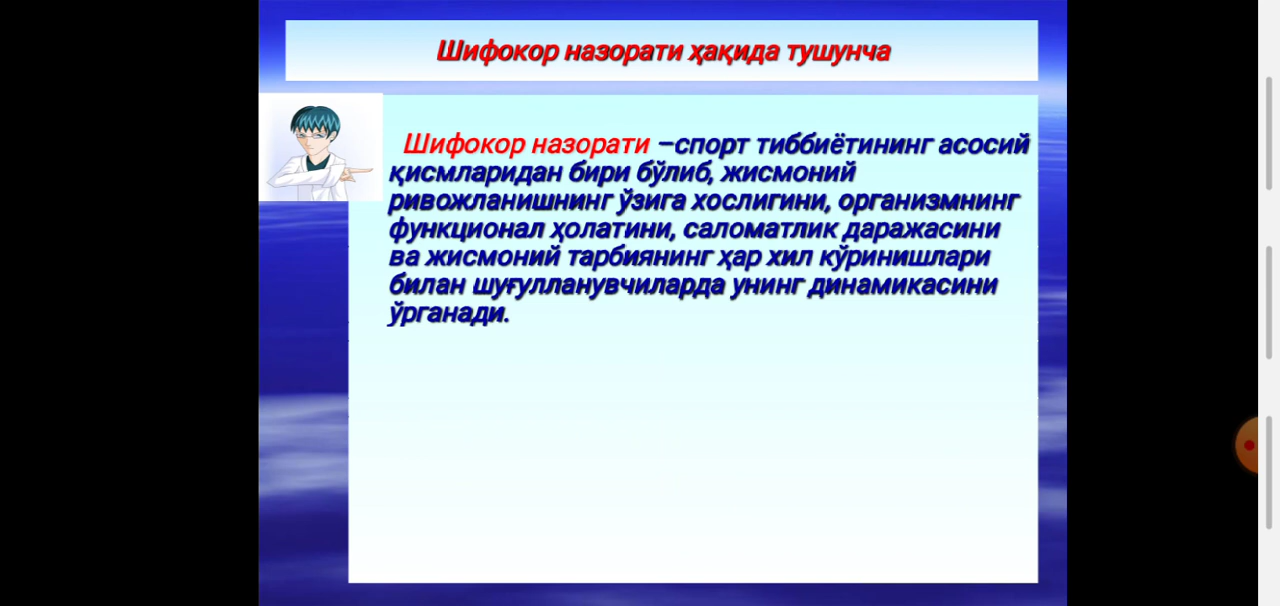 Шифокор назорати ҳақида тушунча
Шифокор назорати –спорт тиббиётининг асосий
қисмларидан бири бўлиб, жисмоний
ривожланишнинг ўзига хослигини, организмнинг
функционал ҳолатини, саломатлик даражасини
ва жисмоний тарбиянинг ҳар хил кўринишлари
билан шуғулланувчиларда унинг динамикасини
ўрганади.